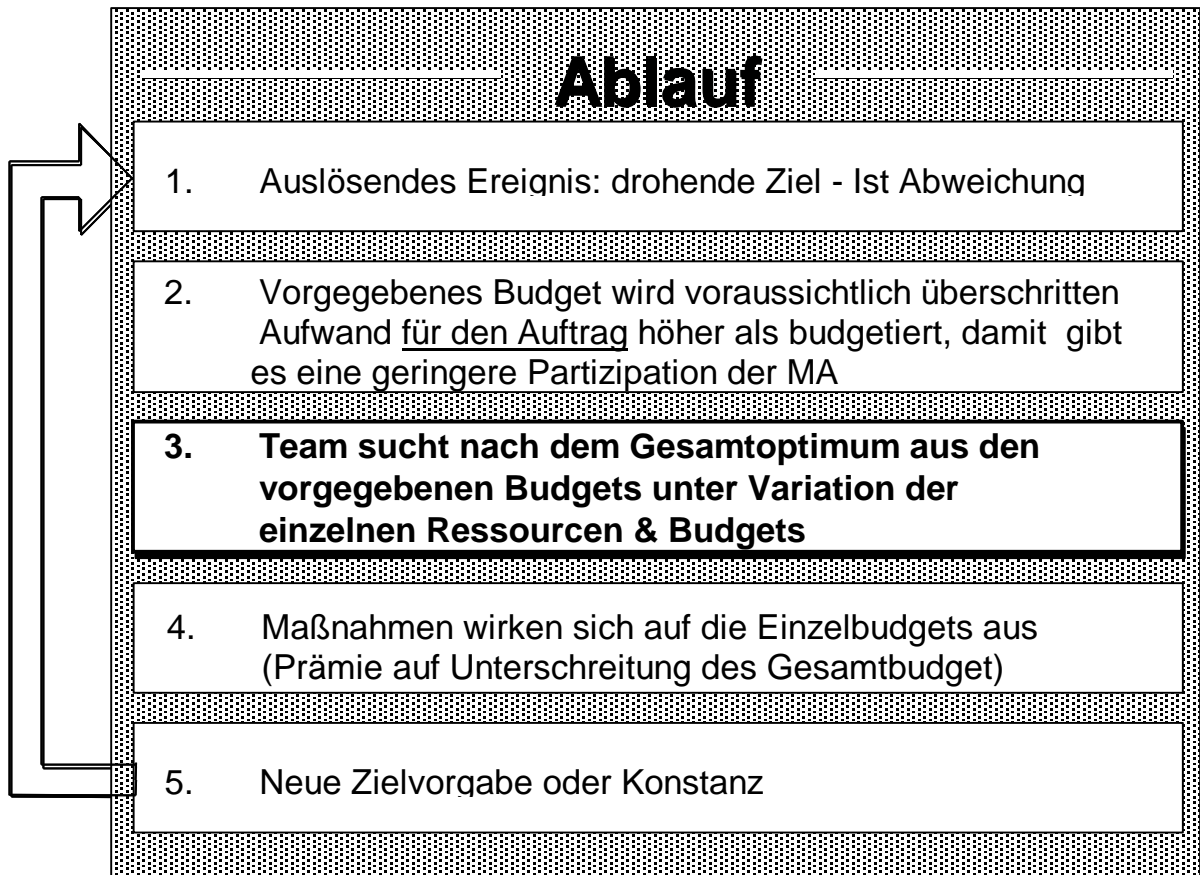 Ablauf
1. Auslösendes Ereignis: drohende Ziel - Ist Abweichung
2. Vorgegebenes Budget wird voraussichtlich überschritten
Aufwand für den Auftrag höher als budgetiert, damit gibt
es eine geringere Partizipation der MA
3. Team sucht nach dem Gesamtoptimum aus den
vorgegebenen Budgets unter Variation der
einzelnen Ressourcen & Budgets
4. Maßnahmen wirken sich auf die Einzelbudgets aus
(Prämie auf Unterschreitung des Gesamtbudget)
5. Neue Zielvorgabe oder Konstanz